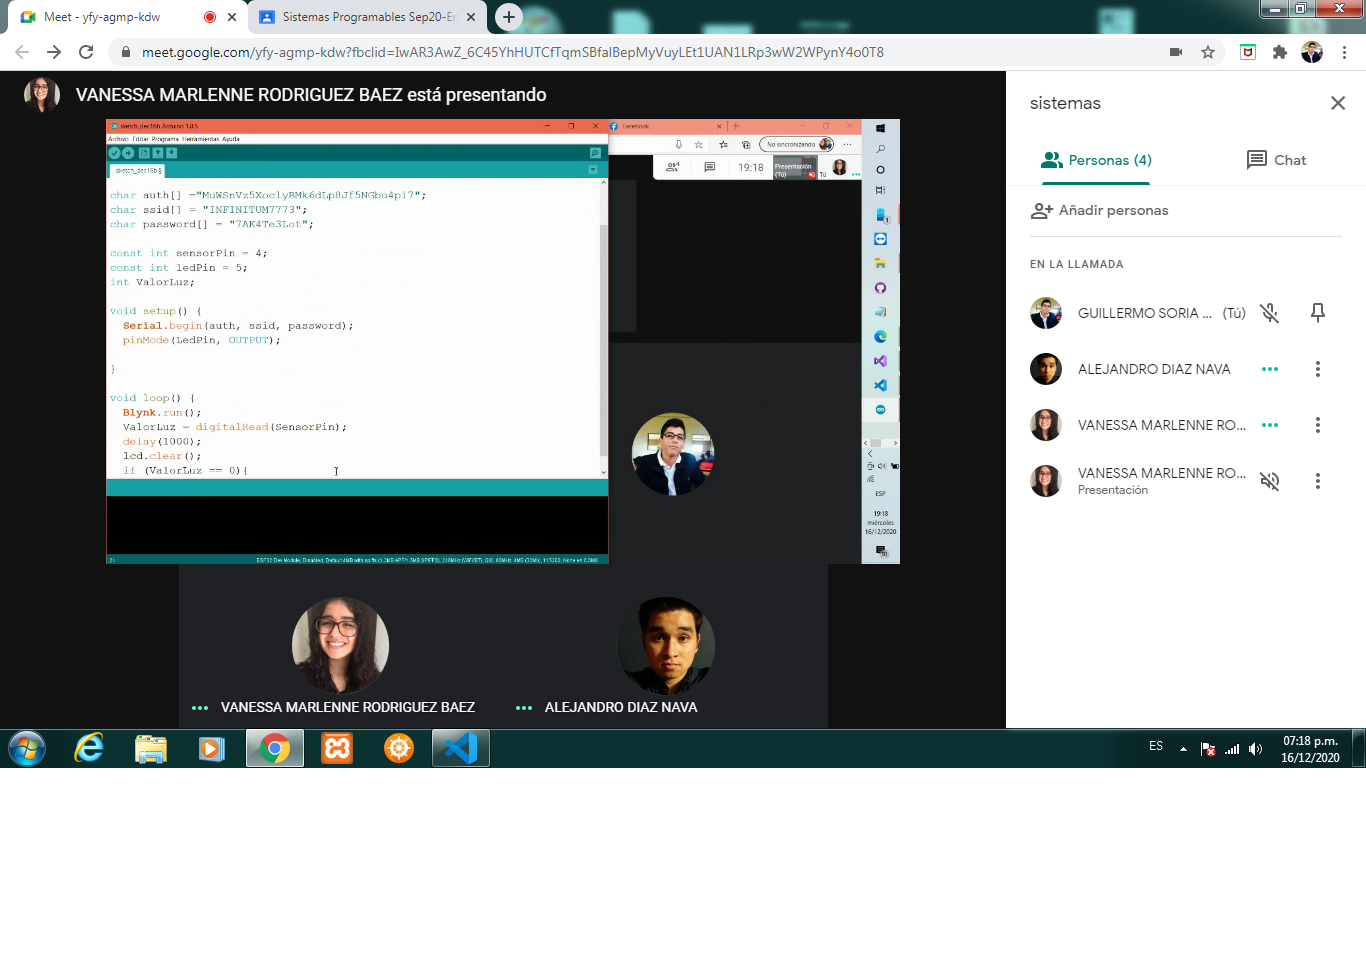 Meet - yfy-agmp-kdw
Sistemas Programables Sep20-En
meet.google.com/yfy-agmp-kdw?fbclid=IwAR3AwZ_6C45YhHUTCfTqmSBfalBepMyVuyLEt1UAN1LRp3wW2WPynY4o0T8
VANESSA MARLENNE RODRIGUEZ BAEZ está presentando
sketch_dec16b Arduino 1.8.5
Archivo Editar Programa Herramientas Ayuda
sketch_dec16b §
char auth[] ="MuWSnVz5XoclyBMk6dLp8Jf5NGbu4pi7";
char ssid[] = "INFINITUM7773";
char password[] = "7AK4Te3Lot";
const int sensorPin = 4;
const int ledPin = 5;
int ValorLuz;
void setup() {
Serial.begin(auth, ssid, password);
pinMode(LedPin, OUTPUT);
}
void loop() {
Blynk.run();
ValorLuz = digitalRead(SensorPin);
delay(1000);
lcd.clear();
if (ValorLuz == 0){
Facebook
No sincronizando
19:18
Presentación
(Tú)
Tú
ESP
19:18
miércoles
16/12/2020
VANESSA MARLENNE RODRIGUEZ BAEZ
ALEJANDRO DIAZ NAVA
sistemas
Personas (4)
Chat
Añadir personas
EN LA LLAMADA
GUILLERMO SORIA ... (Tú)
ALEJANDRO DIAZ NAVA
VANESSA MARLENNE RO...
VANESSA MARLENNE RO...
Presentación
ES
07:18 p.m.
16/12/2020